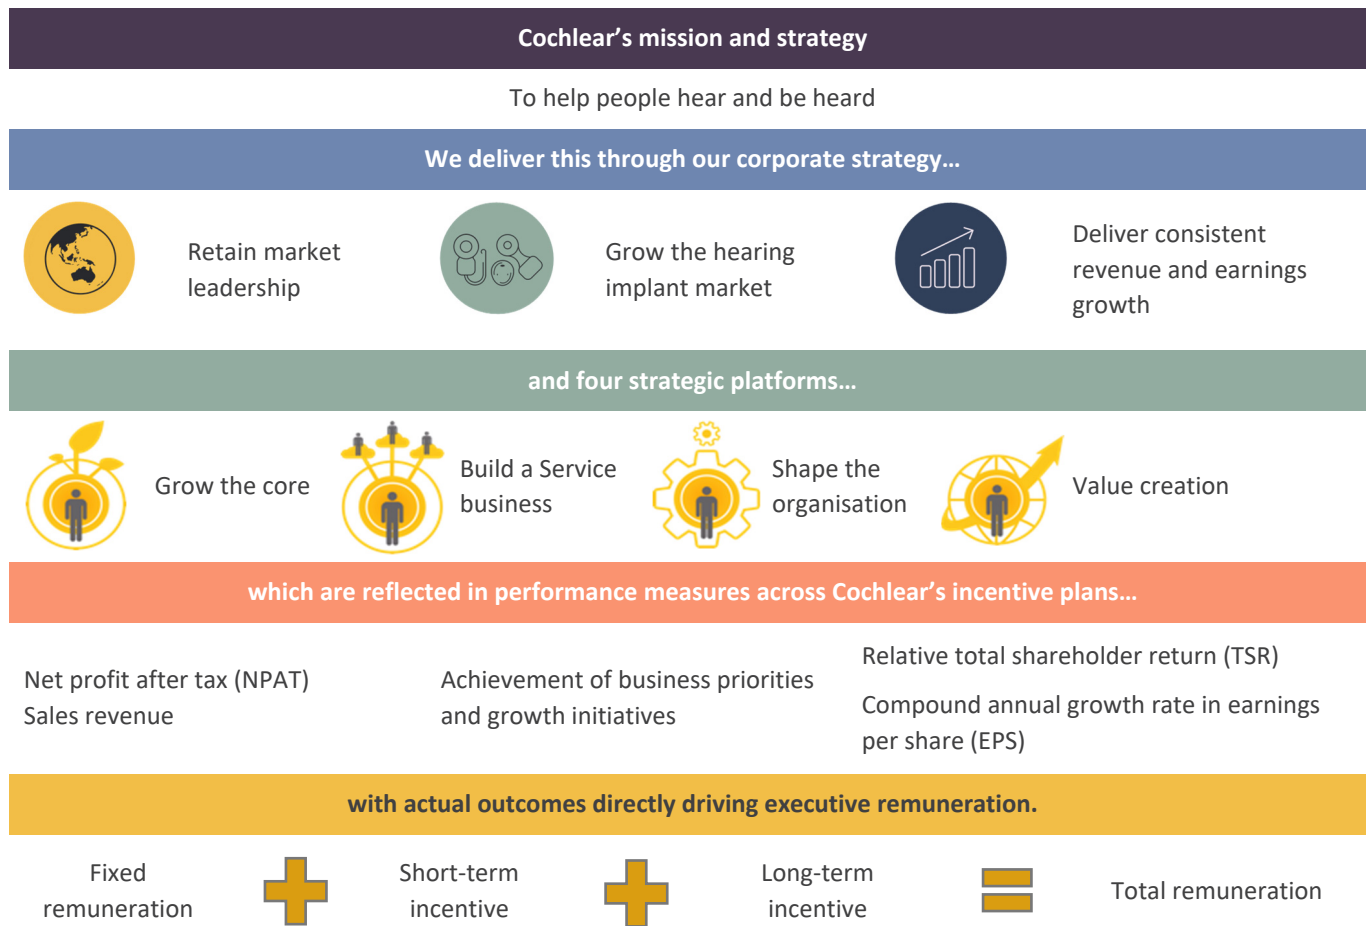 Cochlear’s mission and strategy
To help people hear and be heard
We deliver this through our corporate strategy…
Retain market
leadership
Grow the hearing
implant market
Deliver consistent
revenue and earnings
growth
and four strategic platforms…
Grow the core
Build a Service
business
Shape the
organisation
Value creation
which are reflected in performance measures across Cochlear’s incentive plans…
Net profit after tax (NPAT)
Sales revenue
Achievement of business priorities
and growth initiatives
Relative total shareholder return (TSR)
Compound annual growth rate in earnings
per share (EPS)
with actual outcomes directly driving executive remuneration.
Fixed
remuneration
Short-term
incentive
Long-term
incentive
Total remuneration